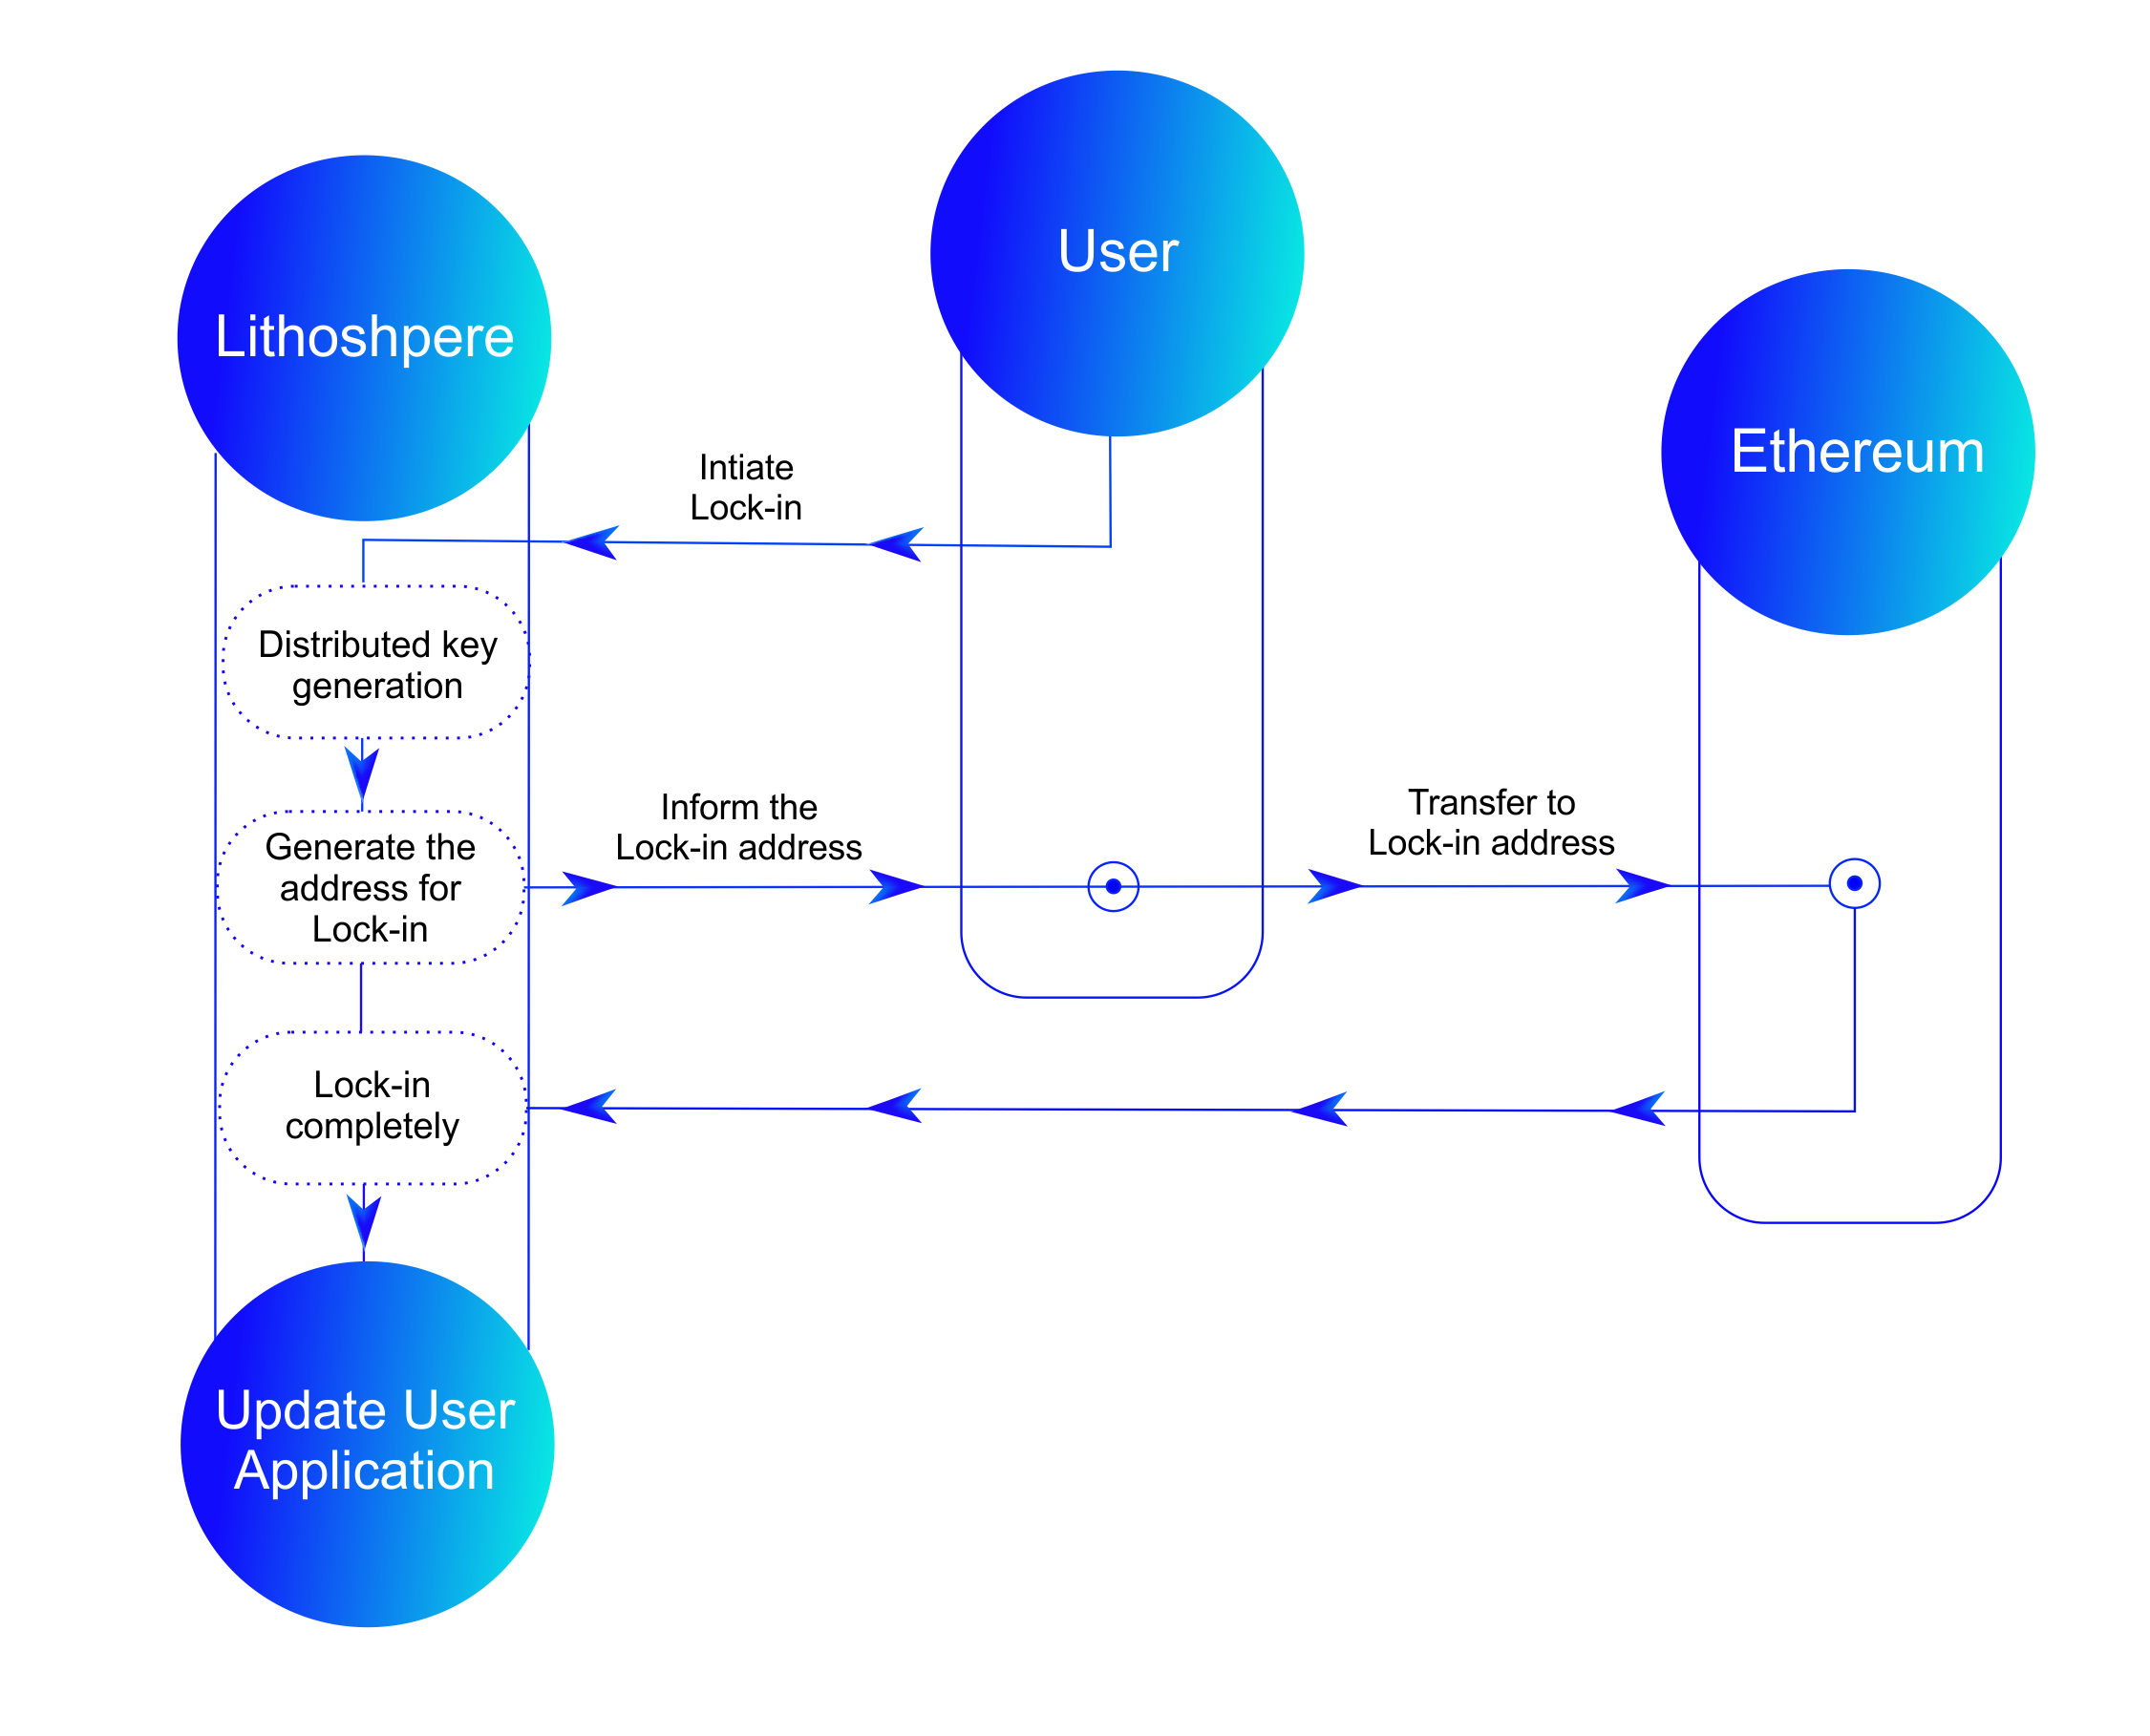 User
Lithoshpere
Ethereum
Intiate
Lock-in
Distributed key
generation
Inform the
Lock-in address
Transfer to
Lock-in address
Generate the
address for
Lock-in
Lock-in
completely
Update User
Application